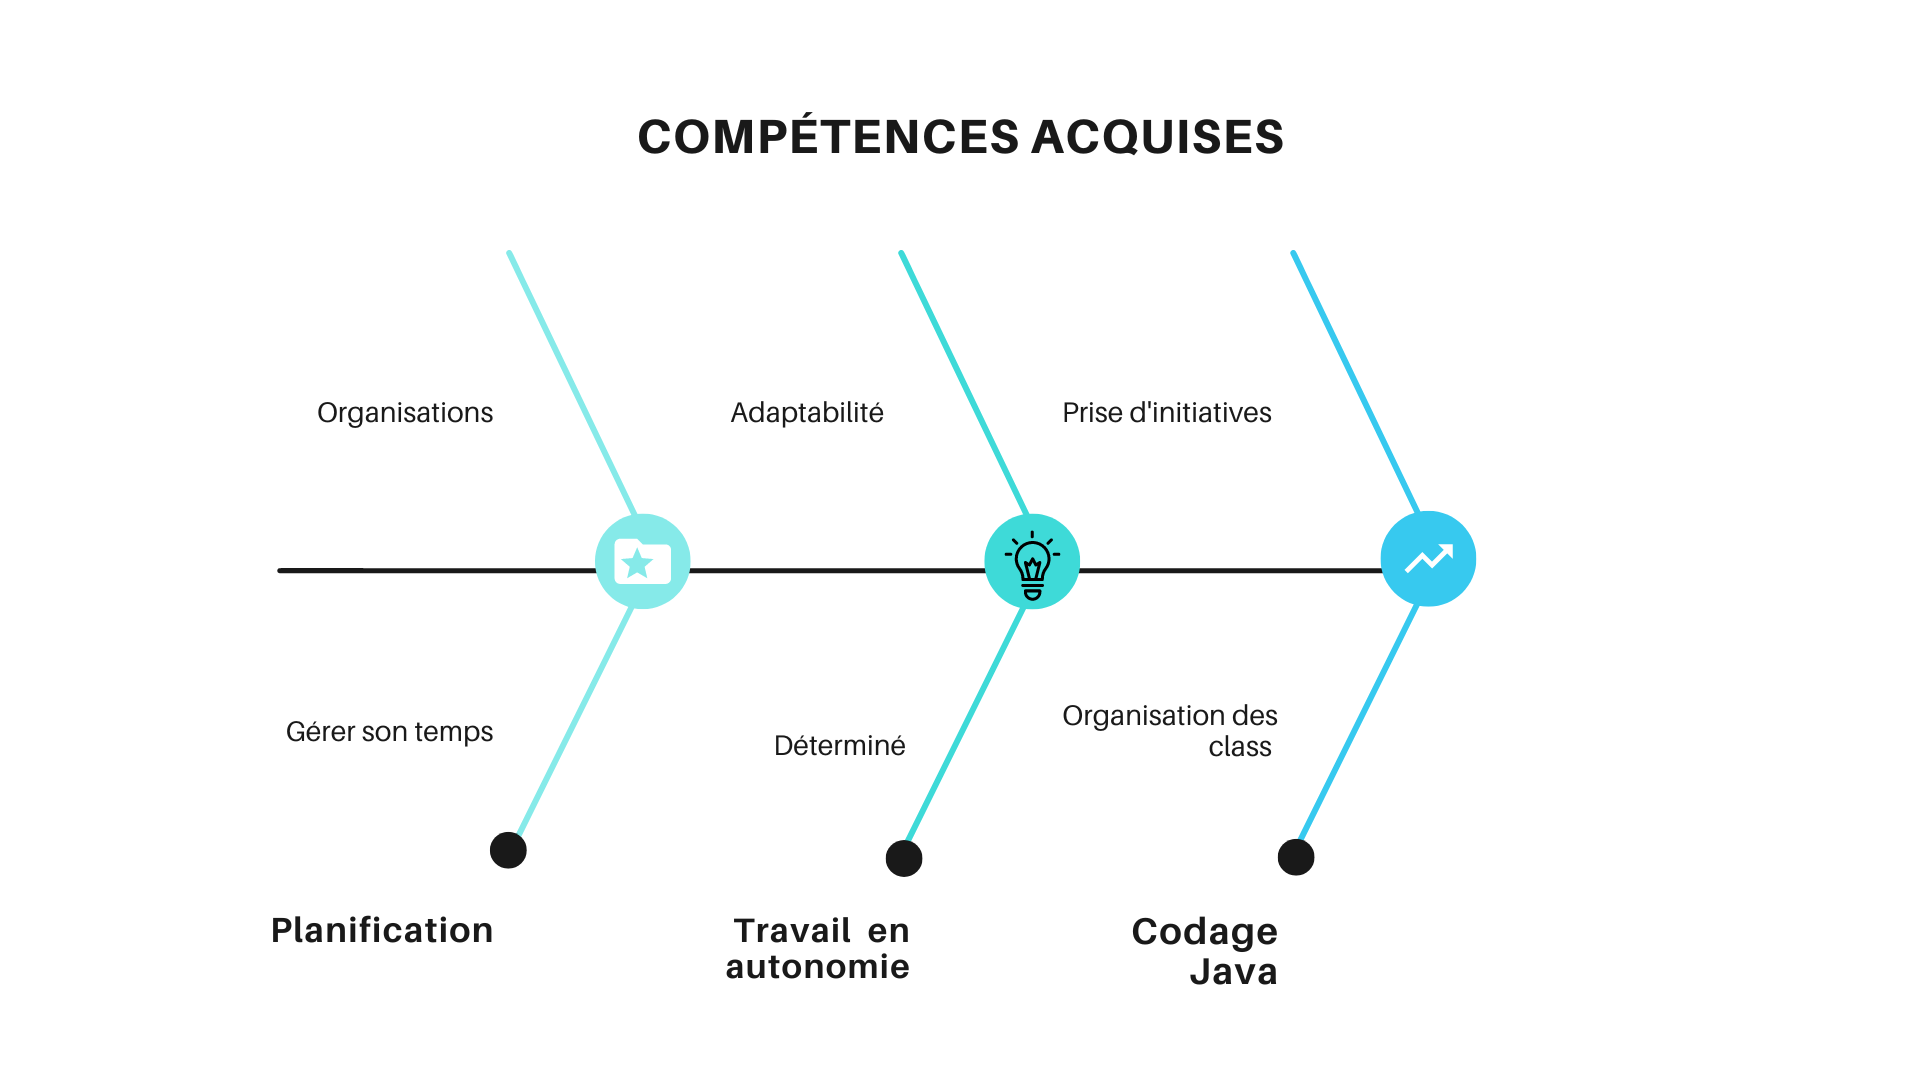 COMPÉTENCES ACQUISES
Organisations
Adaptabilité
Prise d'initiatives
Gérer son temps
Déterminé
Organisation des
class
Planification
Travail en
autonomie
Codage
Java